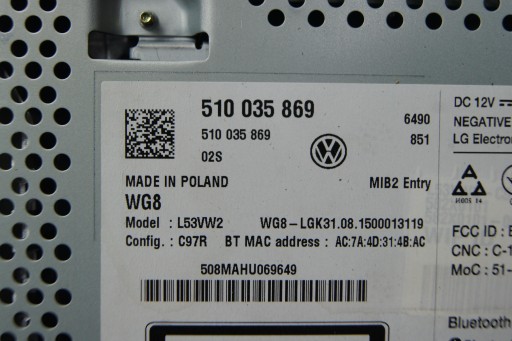 510 035 869
510 035 869
02S
6490
851
MADE IN POLAND
MIB2 Entry
WG8
Model : L53VW2 WG8-LGK31.08.1500013119
Config. : C97R BT MAC address : AC:7A:4D:31:4B:AC
508MAHU069649
DC 12V
NEGATIVE
LG Electron
FCC ID :
CNC : C-1
MoC : 51-
Bluetooth